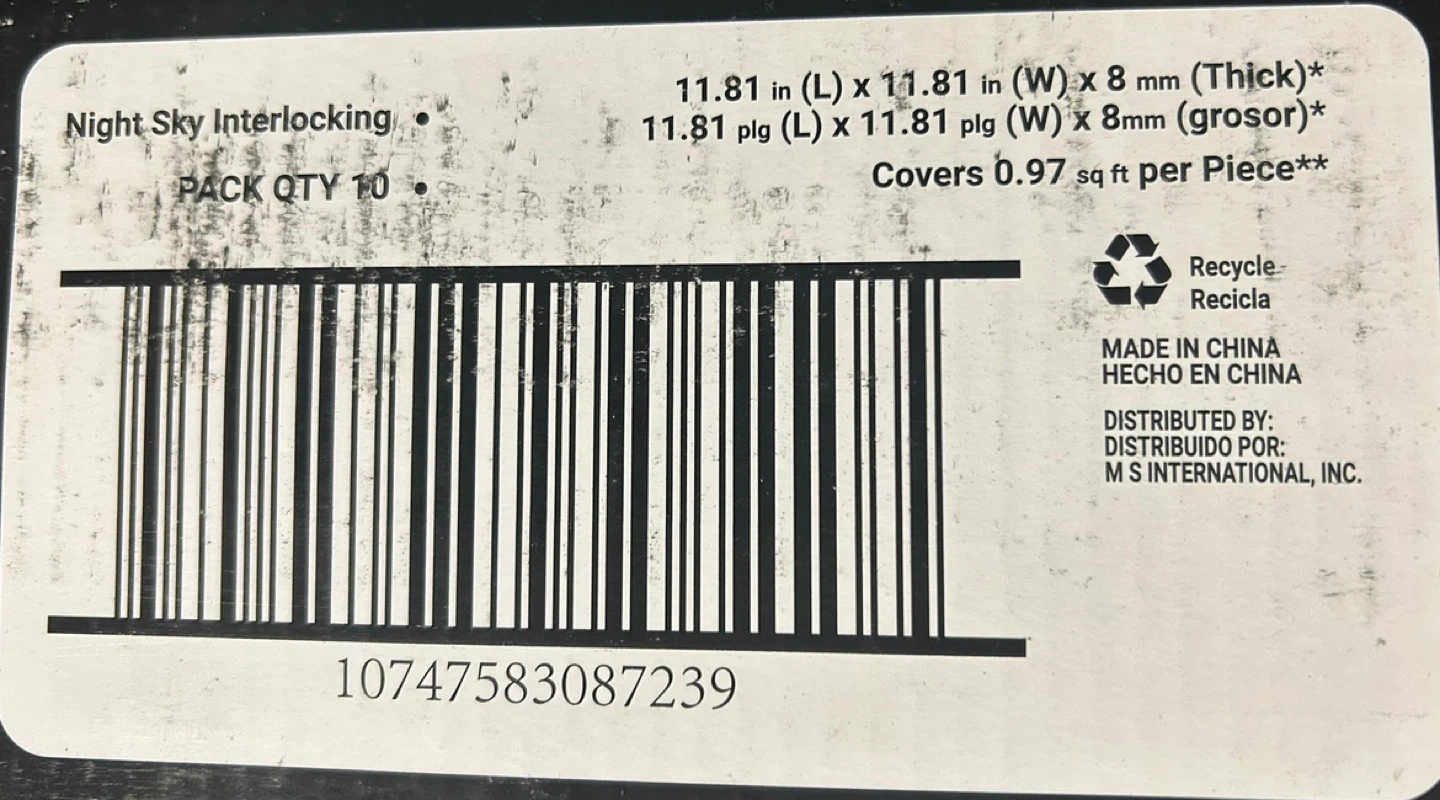 Night Sky Interlocking •
PACK QTY 10 •
11.81 in (L) x 11.81 in (W) x 8 mm (Thick)*
11.81 plg (L) x 11.81 plg (W) x 8mm (grosor)*
Covers 0.97 sq ft per Piece**
Recycle
Recicla
MADE IN CHINA
HECHO EN CHINA
DISTRIBUTED BY:
DISTRIBUIDO POR:
M S INTERNATIONAL, INC.
10747583087239